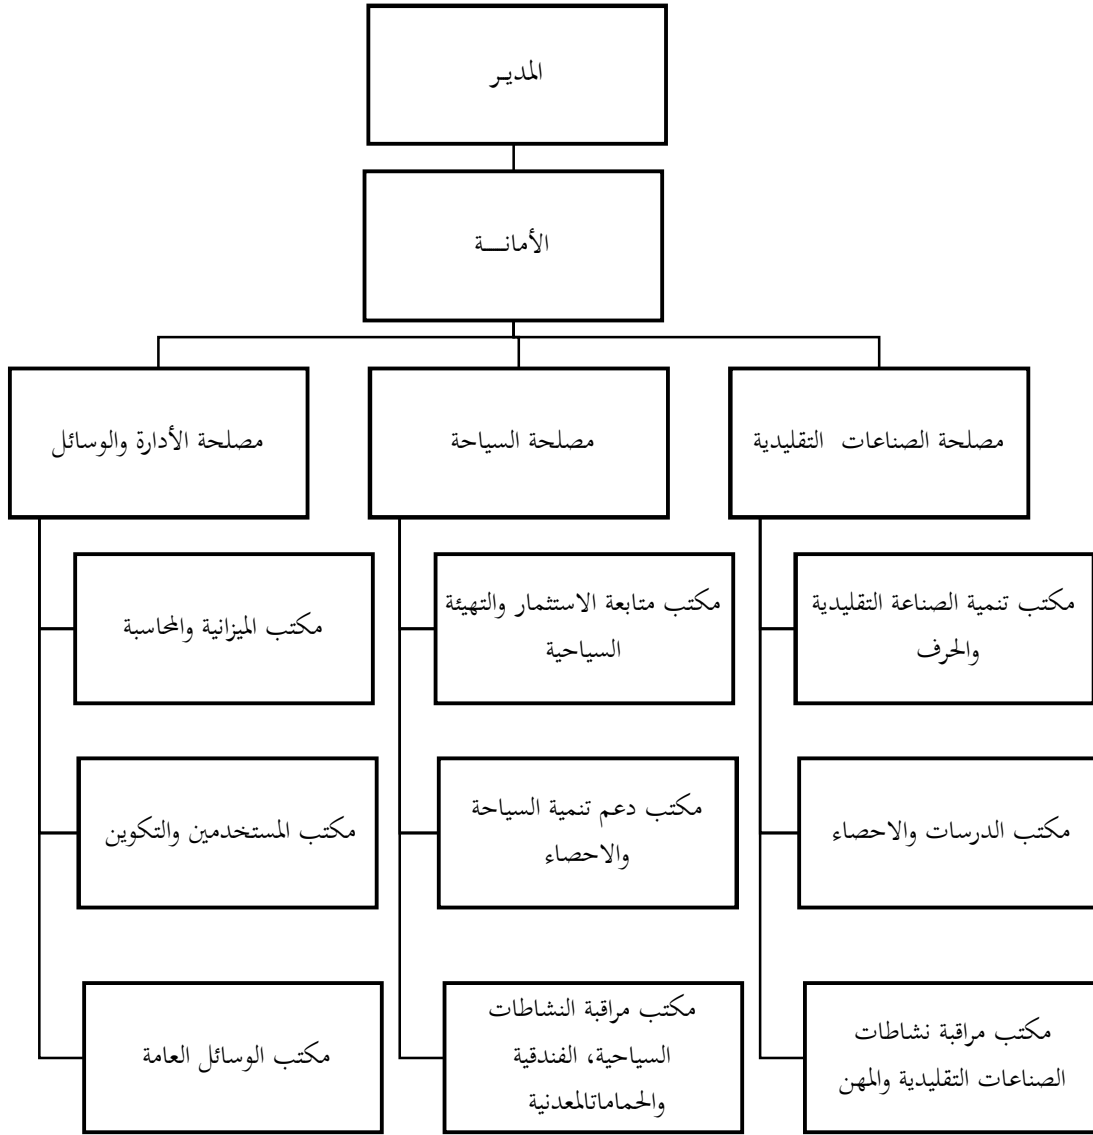 المديـر
الأمانـــة
مصلحة الصناعات التقليدية
مصلحة السياحة
مصلحة الأدارة والوسائل
مكتب تنمية الصناعة التقليدية
والحرف
مكتب متابعة الاستثمار والتهيئة
السياحية
مكتب الميزانية والمحاسبة
مكتب الدرسات والاحصاء
مكتب دعم تنمية السياحة
والاحصاء
مكتب المستخدمين والتكوين
مكتب مراقبة نشاطات
الصناعات التقليدية والمهن
مكتب مراقبة النشاطات
السياحية، الفندقية
والحماماتالمعدنية
مكتب الوسائل العامة